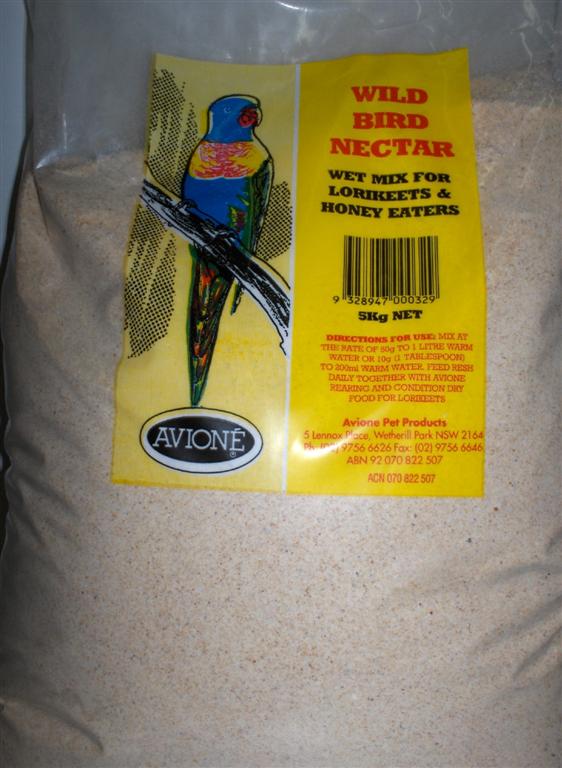 WILD
BIRD
NECTAR
WET MIX FOR
LORIKEETS &
HONEY EATERS
9 328947 000329
5Kg NET
DIRECTIONS FOR USE: MIX AT
THE RATE OF 50g TO 1 LITRE WARM
WATER OR 10g (1 TABLESPOON)
TO 200ml WARM WATER. FEED RESH
DAILY TOGETHER WITH AVIONE
REARING AND CONDITION DRY
FOOD FOR LORIKEETS
AVIONÉ®
Avione Pet Products
5 Lennox Place, Wetherill Park NSW 2164
Ph. (02) 9756 6626 Fax: (02) 9756 6646
ABN 92 070 822 507
ACN 070 822 507